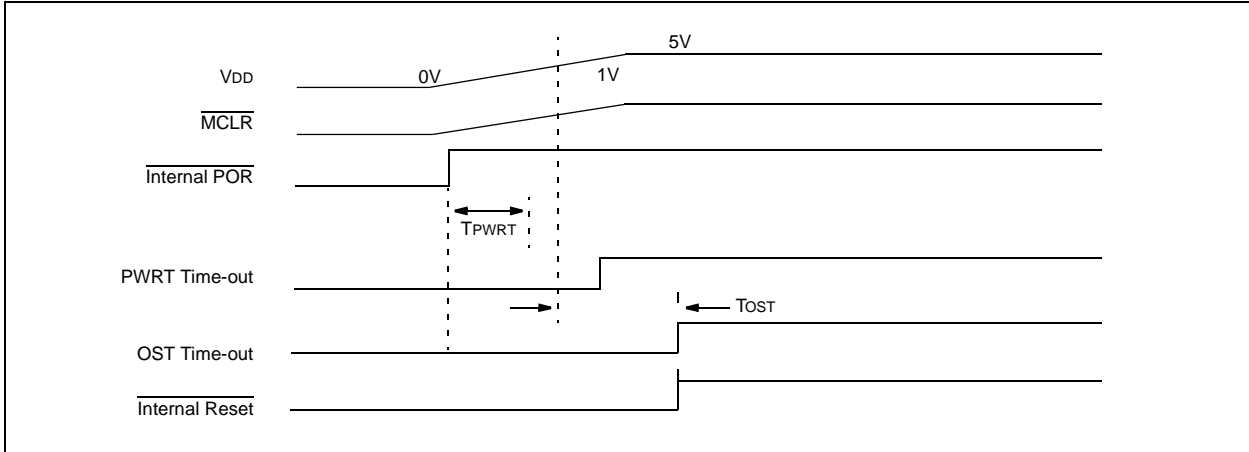 5V
VDD
0V
1V
MCLR
Internal POR
TPWRT
PWRT Time-out
TOST
OST Time-out
Internal Reset